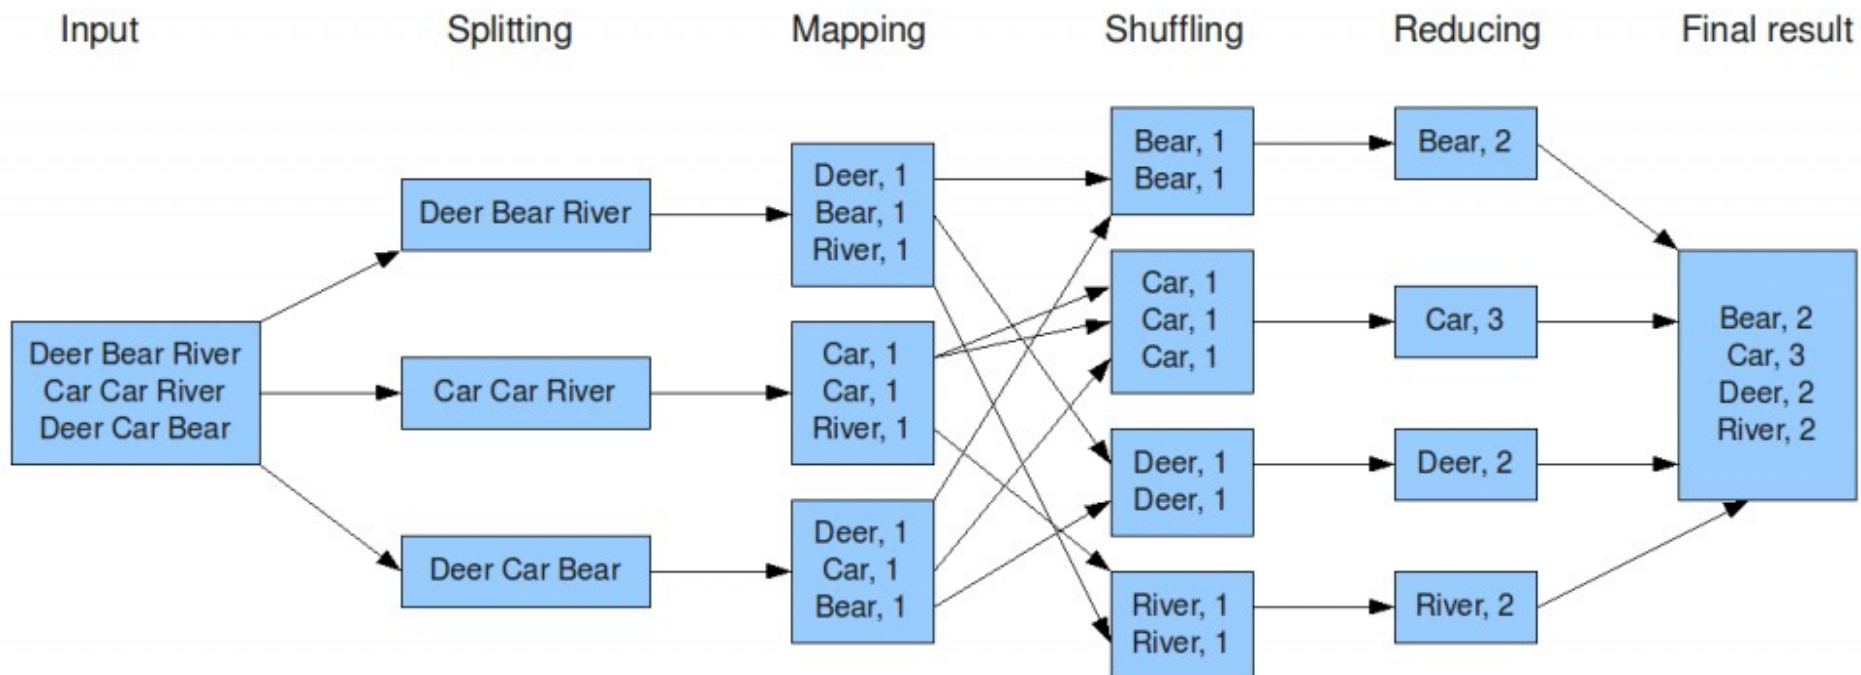 Input
Splitting
Mapping
Shuffling
Reducing
Final result
Deer Bear River
Car Car River
Deer Car Bear
Deer Bear River
Car Car River
Deer Car Bear
Deer, 1
Bear, 1
River, 1
Car, 1
Car, 1
River, 1
Deer, 1
Car, 1
Bear, 1
Bear, 1
Bear, 1
Car, 1
Car, 1
Car, 1
Deer, 1
Deer, 1
River, 1
River, 1
Bear, 2
Car, 3
Deer, 2
River, 2
Bear, 2
Car, 3
Deer, 2
River, 2